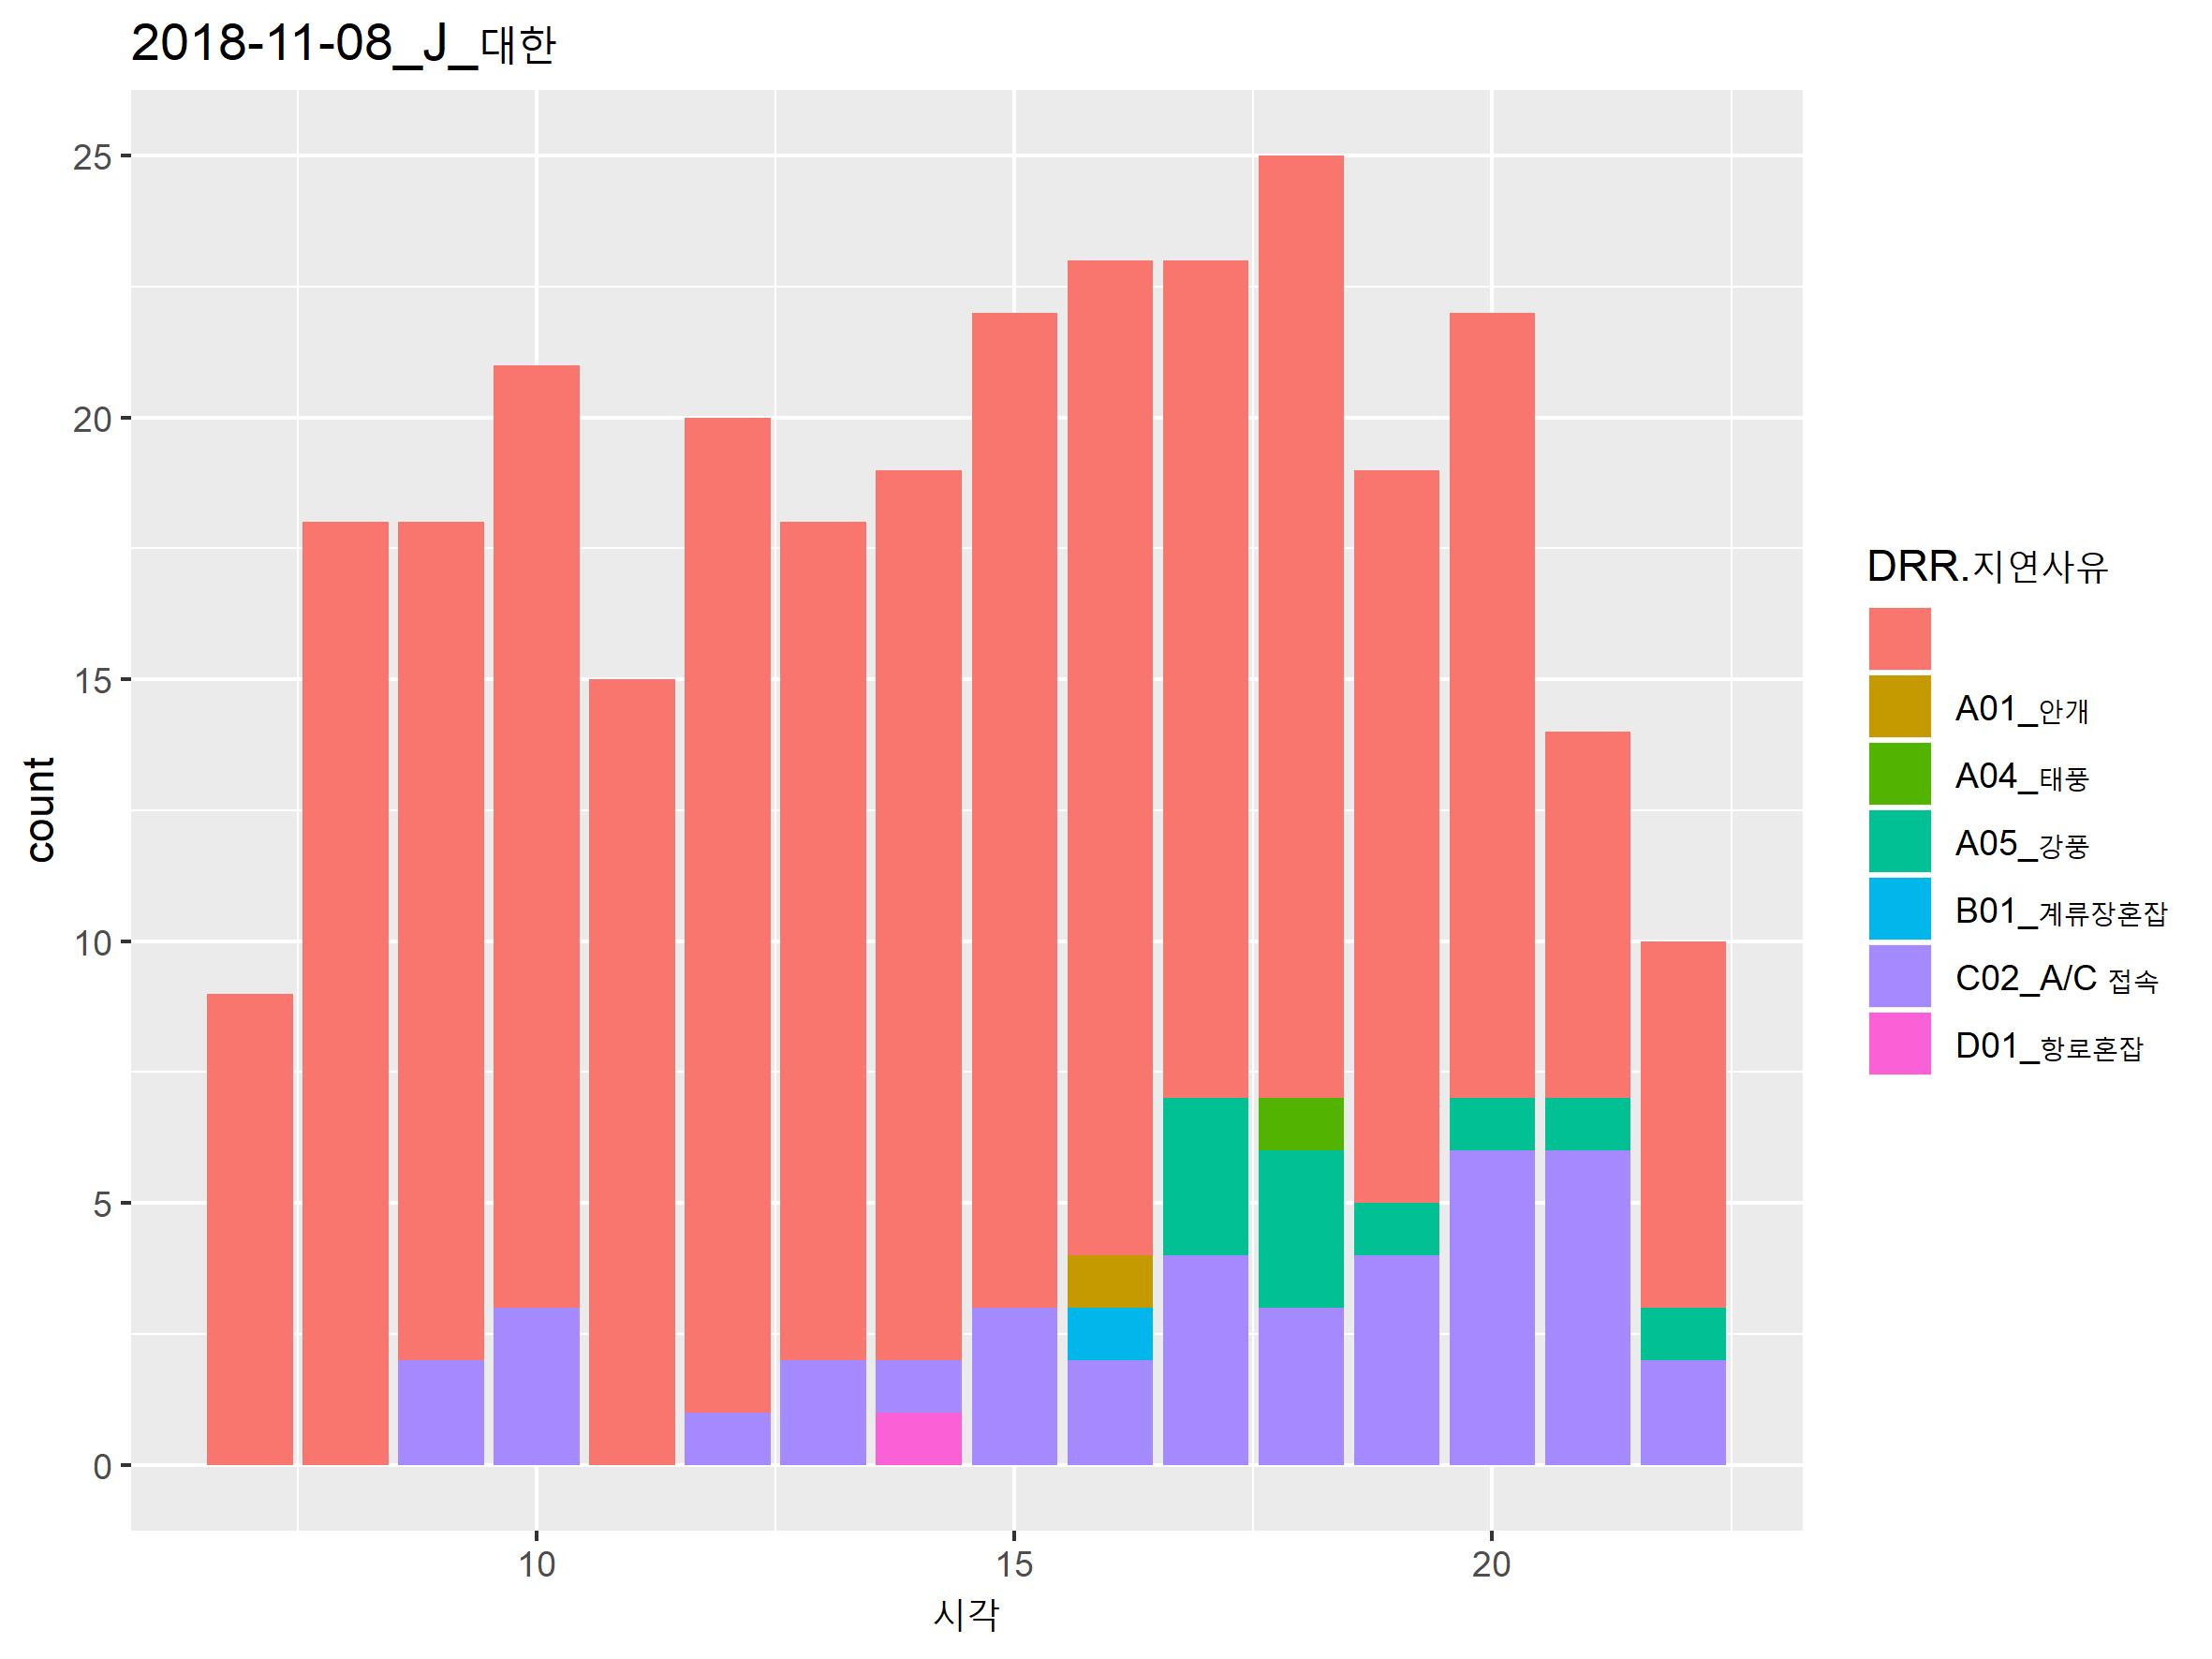 2018-11-08_J_대한
count
25
20
15
10
5
0
10 15 20
시각
DRR.지연사유
A01_안개
A04_태풍
A05_강풍
B01_계류장혼잡
C02_A/C 접속
D01_항로혼잡